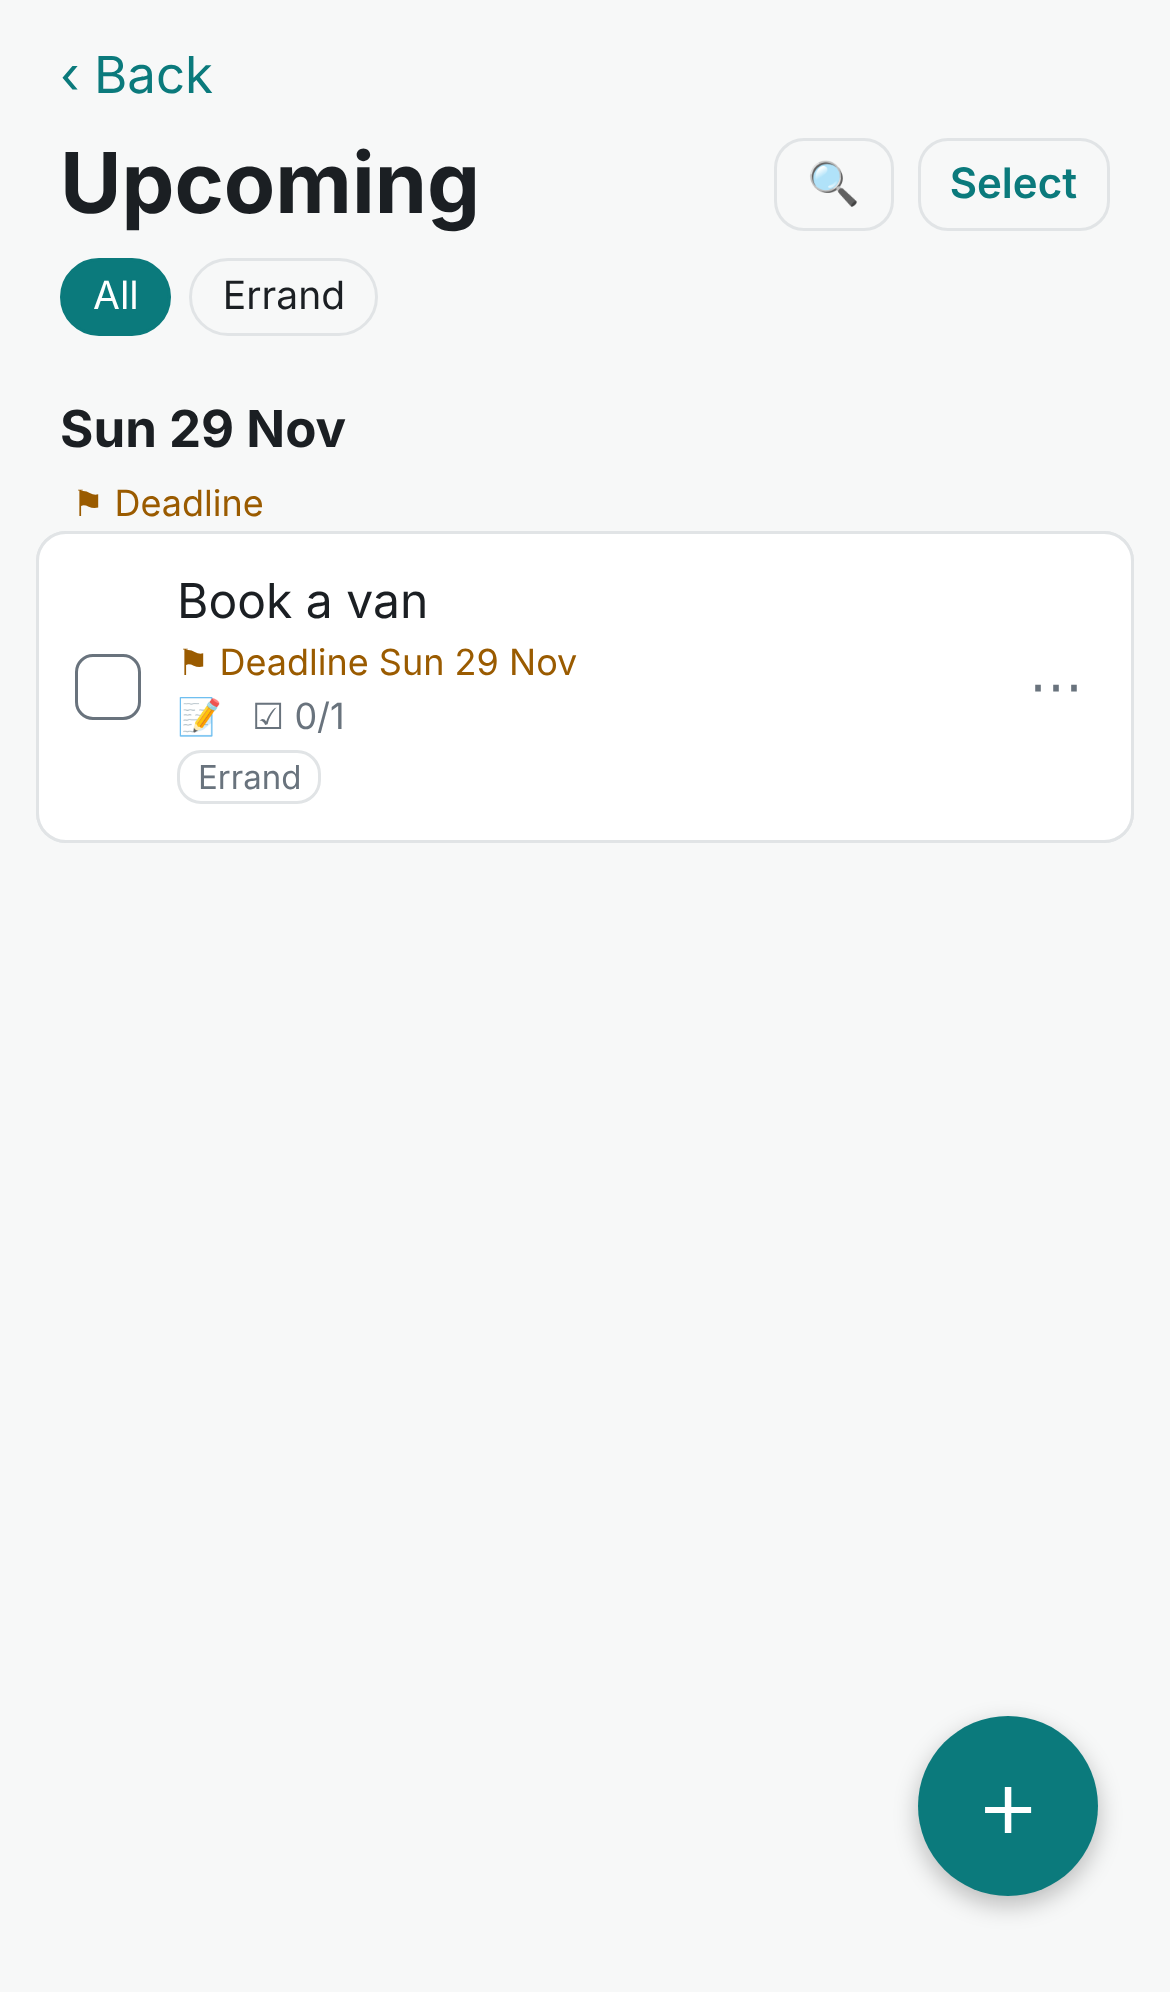 ‹ Back
Upcoming
🔍 Select
All Errand
Sun 29 Nov
⚑ Deadline
Book a van
⚑ Deadline Sun 29 Nov
📝 ☑ 0/1
Errand
⋯
+